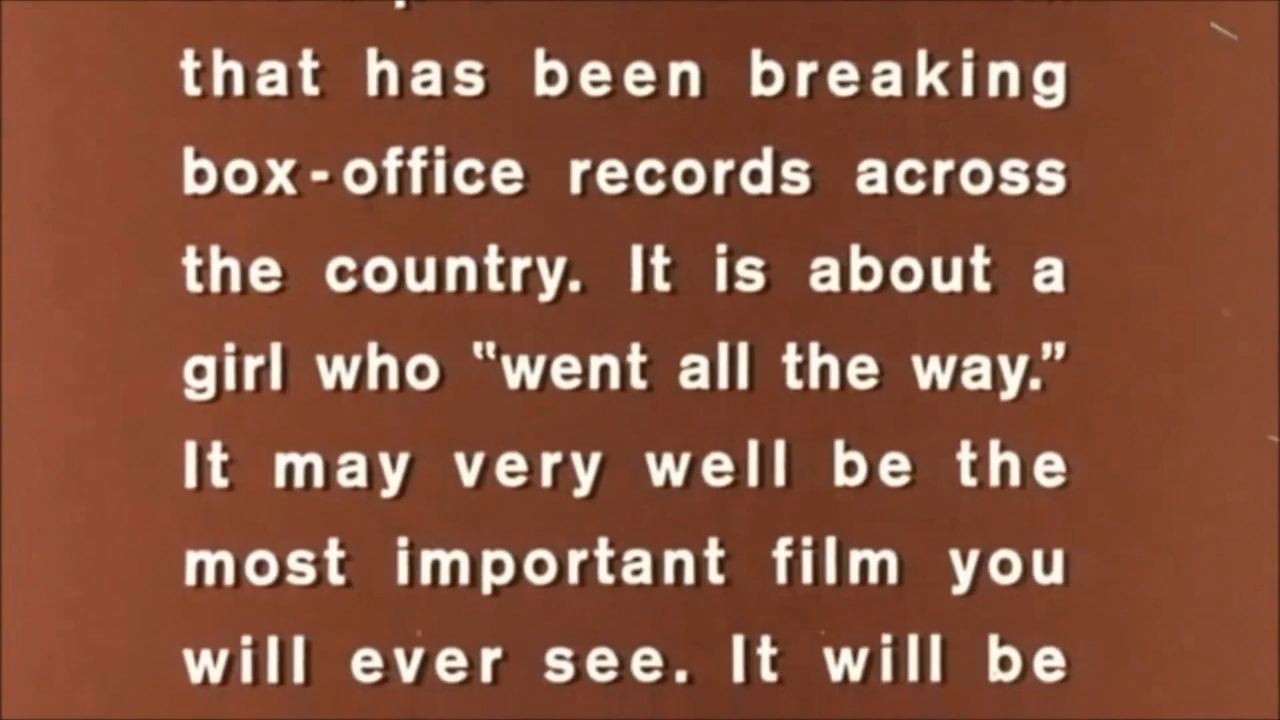 that has been breaking
box-office records across
the country. It is about a
girl who "went all the way."
It may very well be the
most important film you
will ever see. It will be